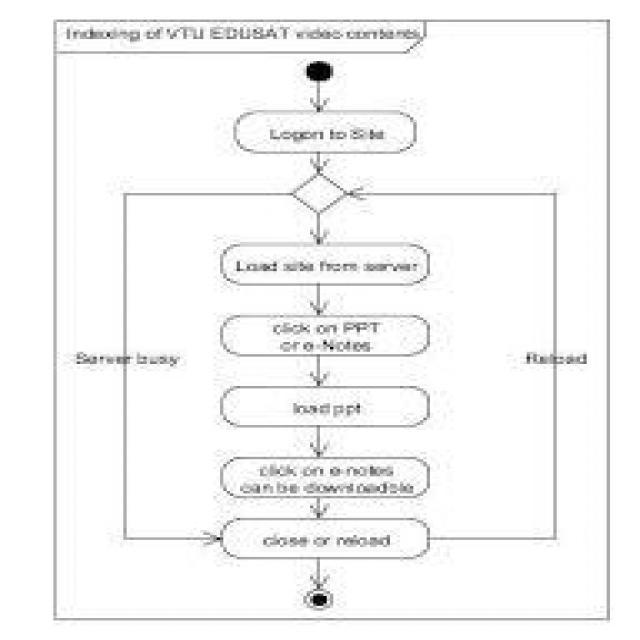 Indexing of VTU EDUSAT video contents
Logon to Site
Load site from server
click on PPT
or e-Notes
Server busy
Reload
load ppt
click on e-notes
can be downloadble
close or reload